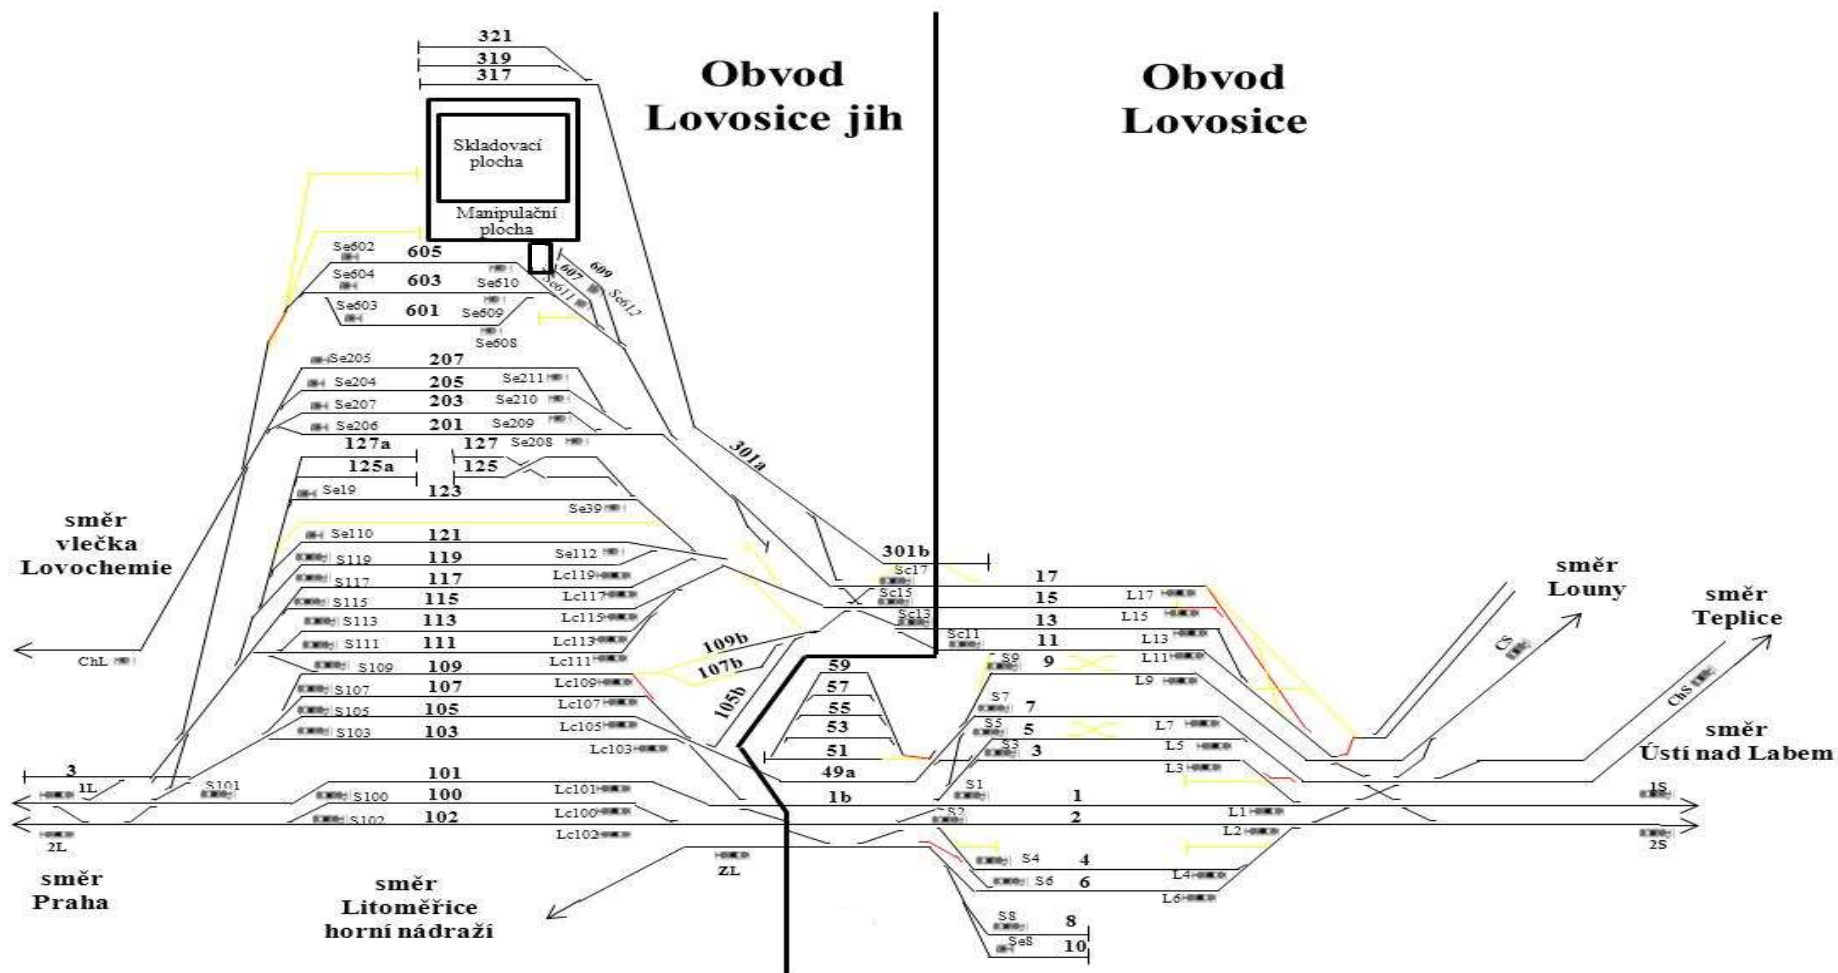 321
319
317
Obvod
Lovosice jih
Obvod
Lovosice
Skladovací
plocha
Manipulační
plocha
Se602
605
609
607
Se604
603
Se610
Se611
Se612
Se603
601
Se609
Se608
Se205
207
Se204
205
Se211
Se207
203
Se210
Se206
201
Se209
127a
127
Se208
125a
125
301a
Se19
123
Se39
směr
vlečka
Lovochemie
Se110
121
S119
119
Se112
301b
Sc17
17
S117
117
Lc119
Sc15
15
L17
S115
115
Lc117
Sc13
13
L15
S113
113
Lc115
Sc11
11
L13
S111
111
Lc113
109b
S9
9
L11
S109
109
Lc111
107b
59
L9
S107
107
Lc109
57
S7
7
S105
105
Lc107
105b
55
S5
5
L7
S103
103
Lc105
53
S3
3
L5
Lc103
51
L3
ChL
směr
Louny
směr
Teplice
CS
ChS
směr
Ústí nad Labem
3
1L
S101
101
49a
S1
1S
S100
100
Lc101
1b
1
L1
S102
102
Lc100
S2
2
L2
Lc102
2L
2S
směr
Praha
směr
Litoměřice
horní nádraží
ZL
S4
4
L4
S6
6
L6
S8
8
Se8
10